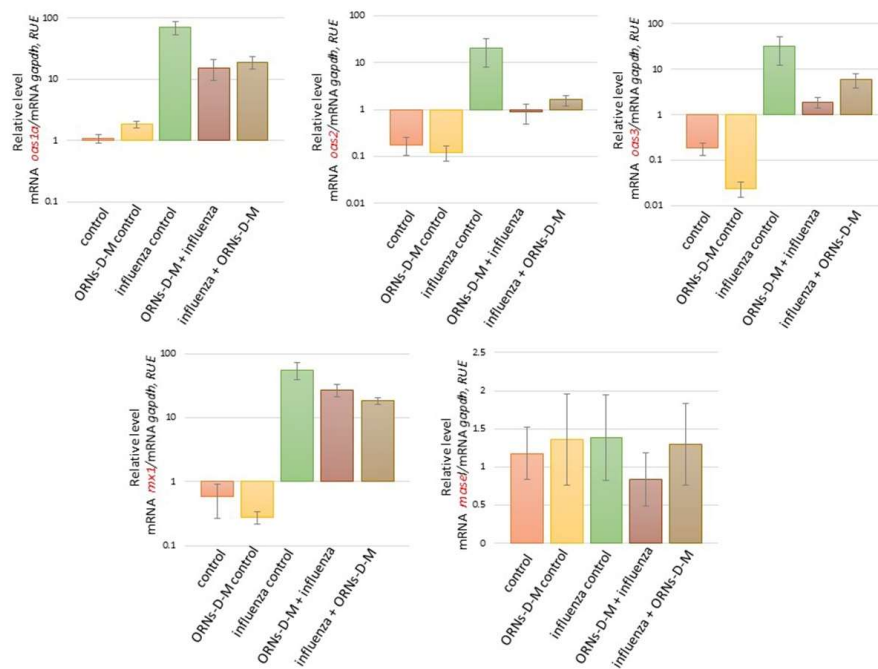 Relative level
mRNA oas1a/mRNA gapdh, RUE
100
10
1
0.1
control
ORNs-D-M control
influenza control
ORNs-D-M + influenza
influenza + ORNs-D-M
Relative level
mRNA oas2/mRNA gapdh, RUE
100
10
1
0.1
0.01
control
ORNs-D-M control
influenza control
ORNs-D-M + influenza
influenza + ORNs-D-M
Relative level
mRNA oas3/mRNA gapdh, RUE
100
10
1
0.1
0.01
control
ORNs-D-M control
influenza control
ORNs-D-M + influenza
influenza + ORNs-D-M
Relative level
mRNA mx1/mRNA gapdh, RUE
100
10
1
0.1
control
ORNs-D-M control
influenza control
ORNs-D-M + influenza
influenza + ORNs-D-M
Relative level
mRNA rnasel/mRNA gapdh, RUE
2.5
2
1.5
1
0.5
0
control
ORNs-D-M control
influenza control
ORNs-D-M + influenza
influenza + ORNs-D-M